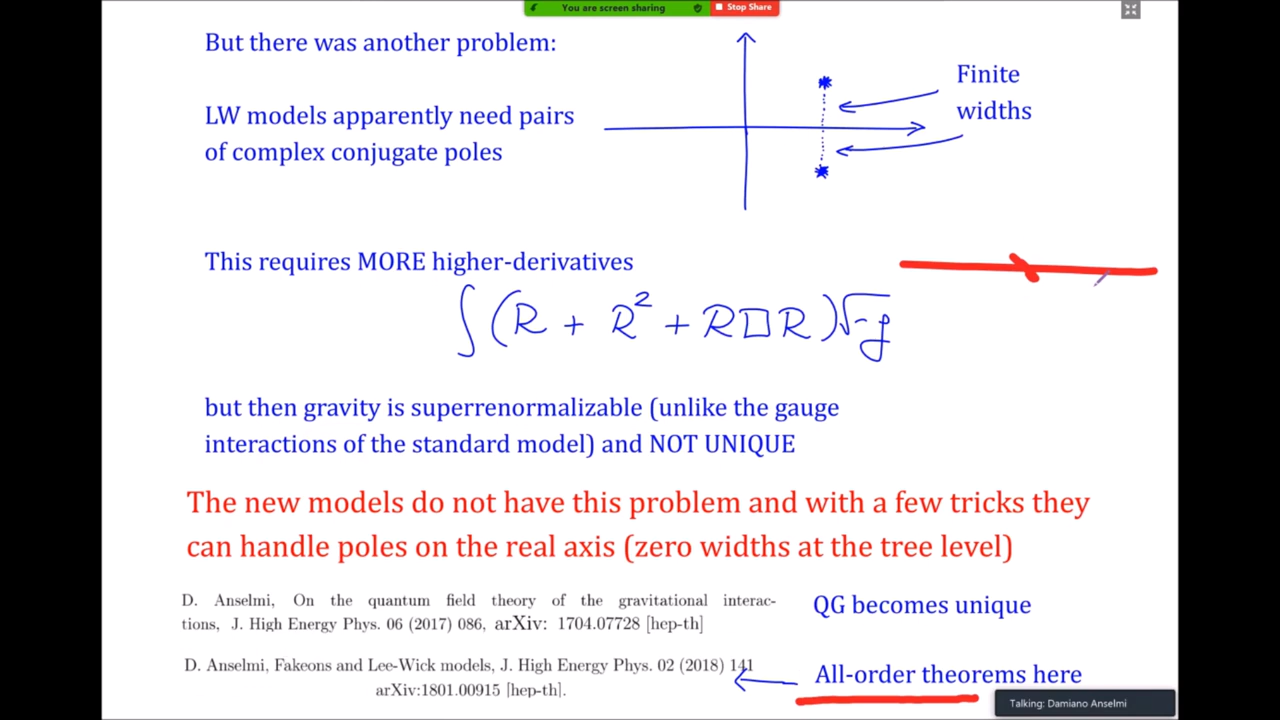 You are screen sharing
Stop Share
But there was another problem:
Finite
widths
LW models apparently need pairs
of complex conjugate poles
This requires MORE higher-derivatives
∫(R + R² + R□R)√-g
but then gravity is superrenormalizable (unlike the gauge
interactions of the standard model) and NOT UNIQUE
The new models do not have this problem and with a few tricks they
can handle poles on the real axis (zero widths at the tree level)
D. Anselmi, On the quantum field theory of the gravitational interac-
tions, J. High Energy Phys. 06 (2017) 086, arXiv: 1704.07728 [hep-th]
QG becomes unique
D. Anselmi, Fakeons and Lee-Wick models, J. High Energy Phys. 02 (2018) 141
arXiv:1801.00915 [hep-th].
All-order theorems here
Talking: Damiano Anselmi